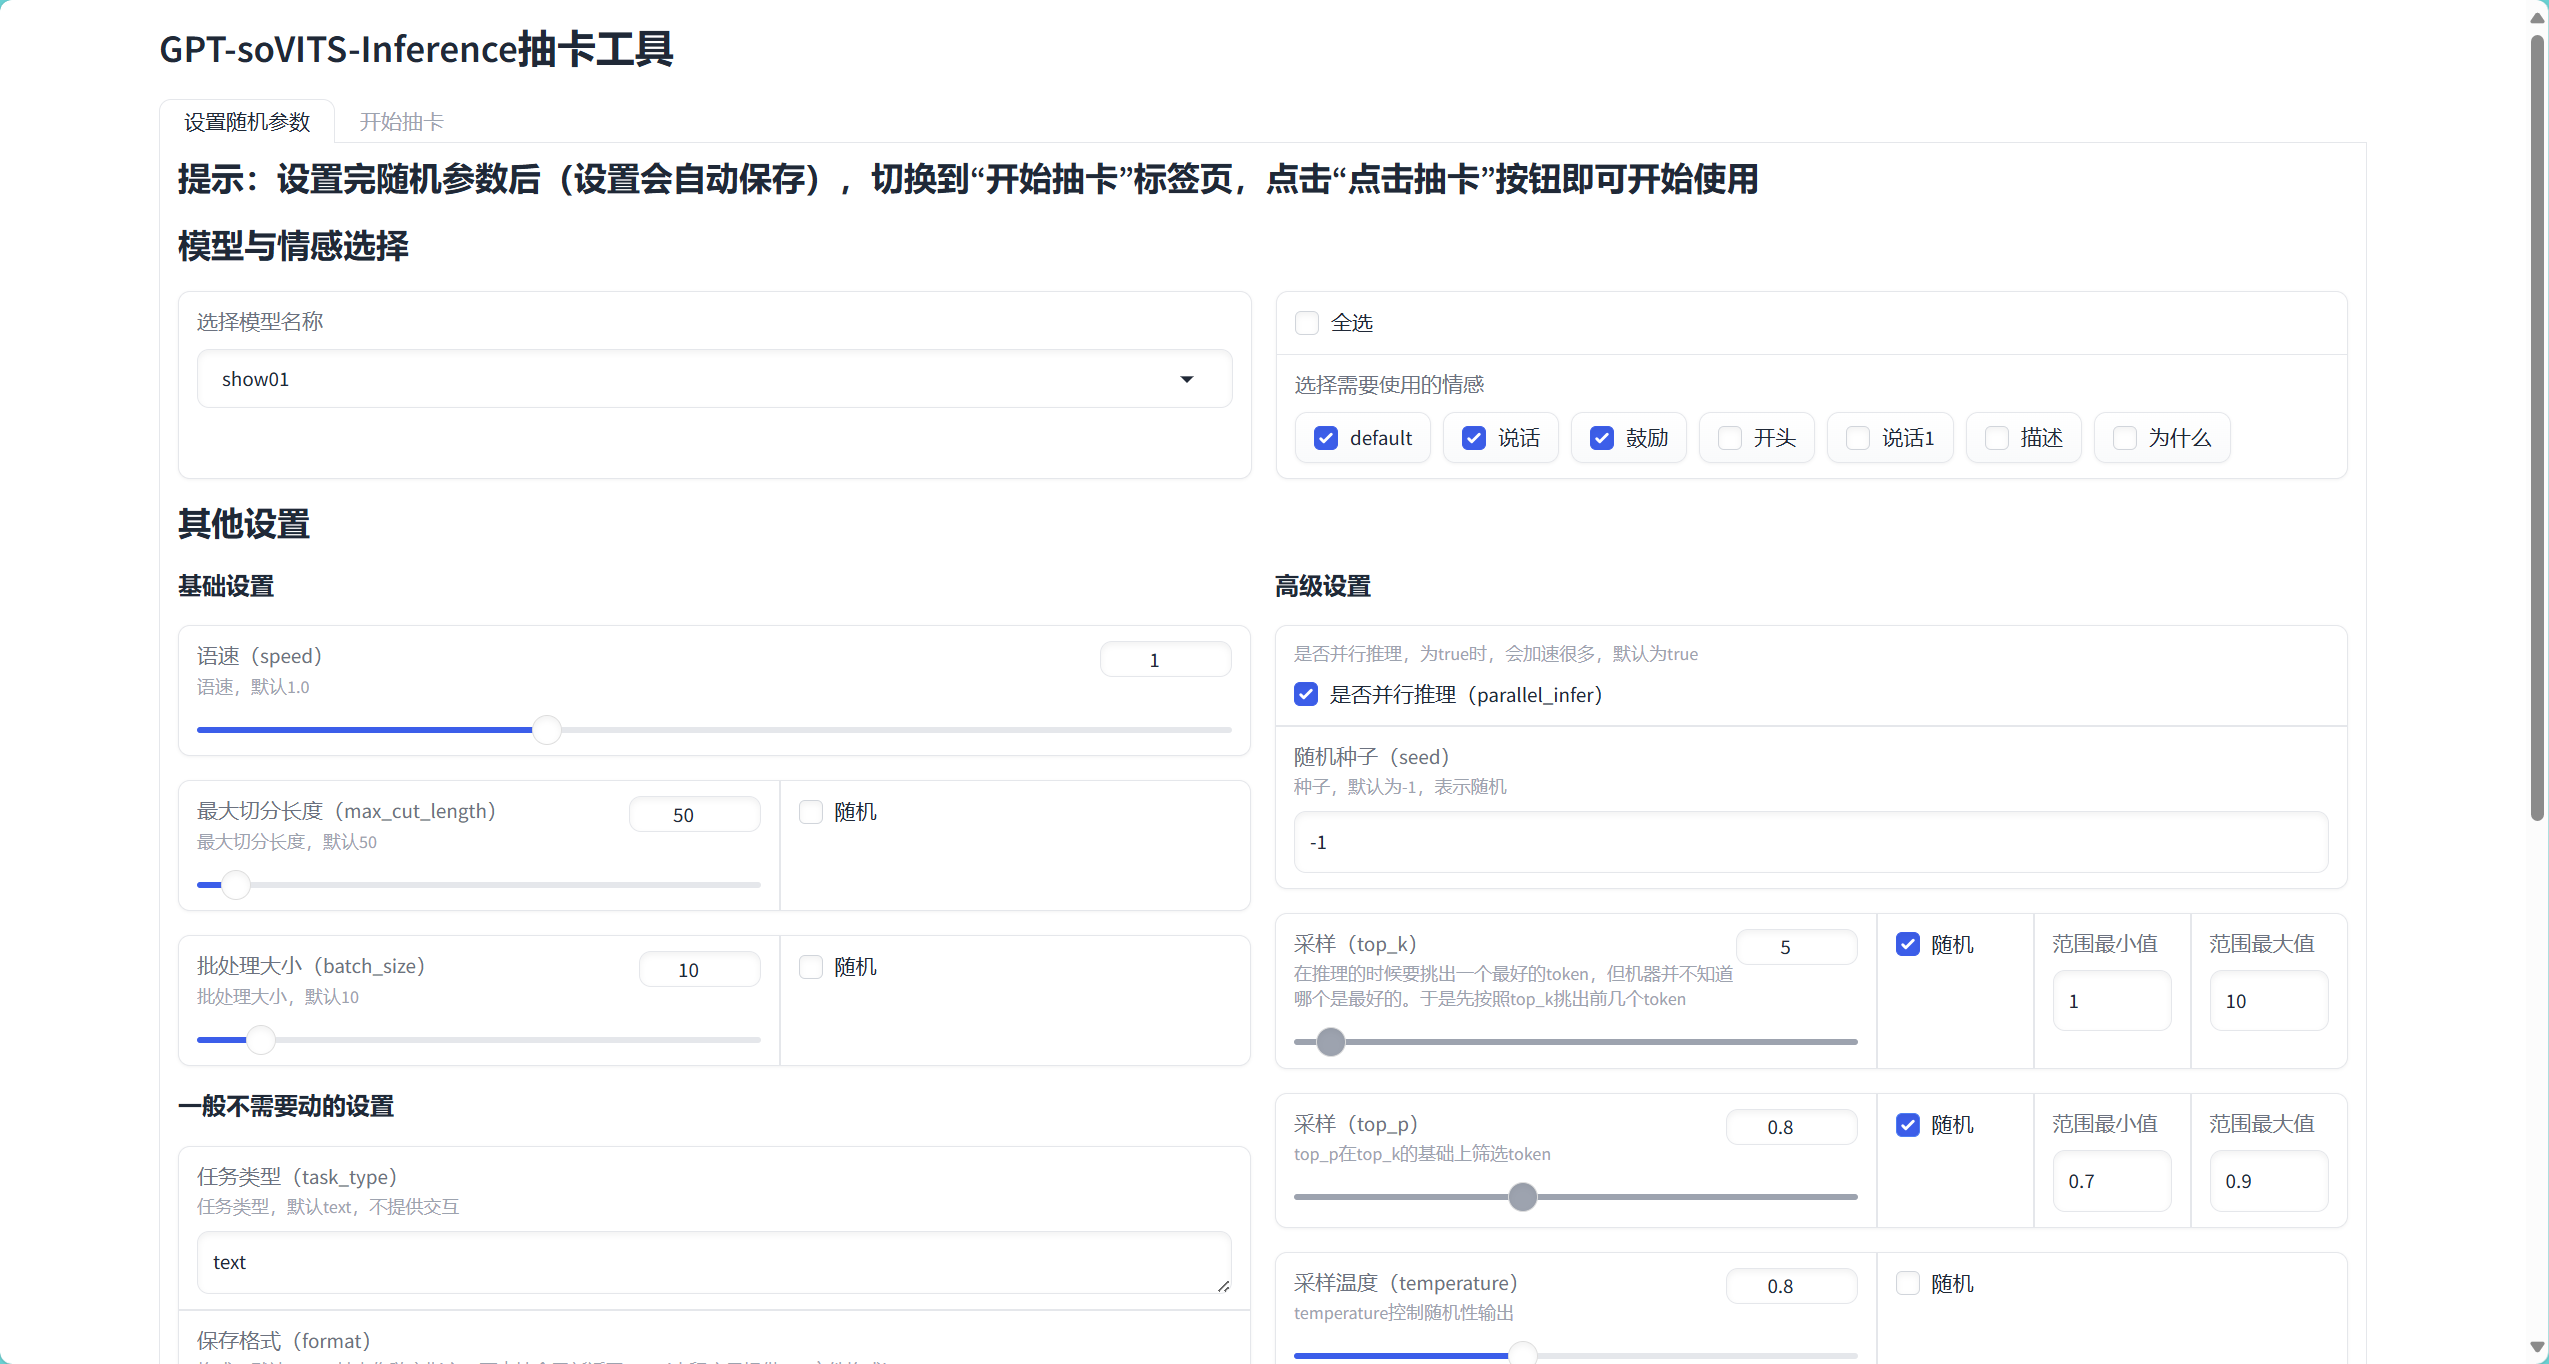 GPT-soVITS-Inference抽卡工具
设置随机参数
开始抽卡
提示：设置完随机参数后（设置会自动保存），切换到“开始抽卡”标签页，点击“点击抽卡”按钮即可开始使用
模型与情感选择
选择模型名称
show01
全选
选择需要使用的情感
default
说话
鼓励
开头
说话1
描述
为什么
其他设置
基础设置
语速（speed）
1
语速，默认1.0
最大切分长度（max_cut_length）
50
最大切分长度，默认50
随机
批处理大小（batch_size）
10
批处理大小，默认10
随机
一般不需要动的设置
任务类型（task_type）
任务类型，默认text，不提供交互
text
保存格式（format）
高级设置
是否并行推理，为true时，会加速很多，默认为true
是否并行推理（parallel_infer）
随机种子（seed）
种子，默认为-1，表示随机
-1
采样（top_k）
5
在推理的时候要挑出一个最好的token，但机器并不知道
哪个是最好的。于是先按照top_k挑出前几个token
随机
范围最小值
1
范围最大值
10
采样（top_p）
0.8
top_p在top_k的基础上筛选token
随机
范围最小值
0.7
范围最大值
0.9
采样温度（temperature）
0.8
temperature控制随机性输出
随机